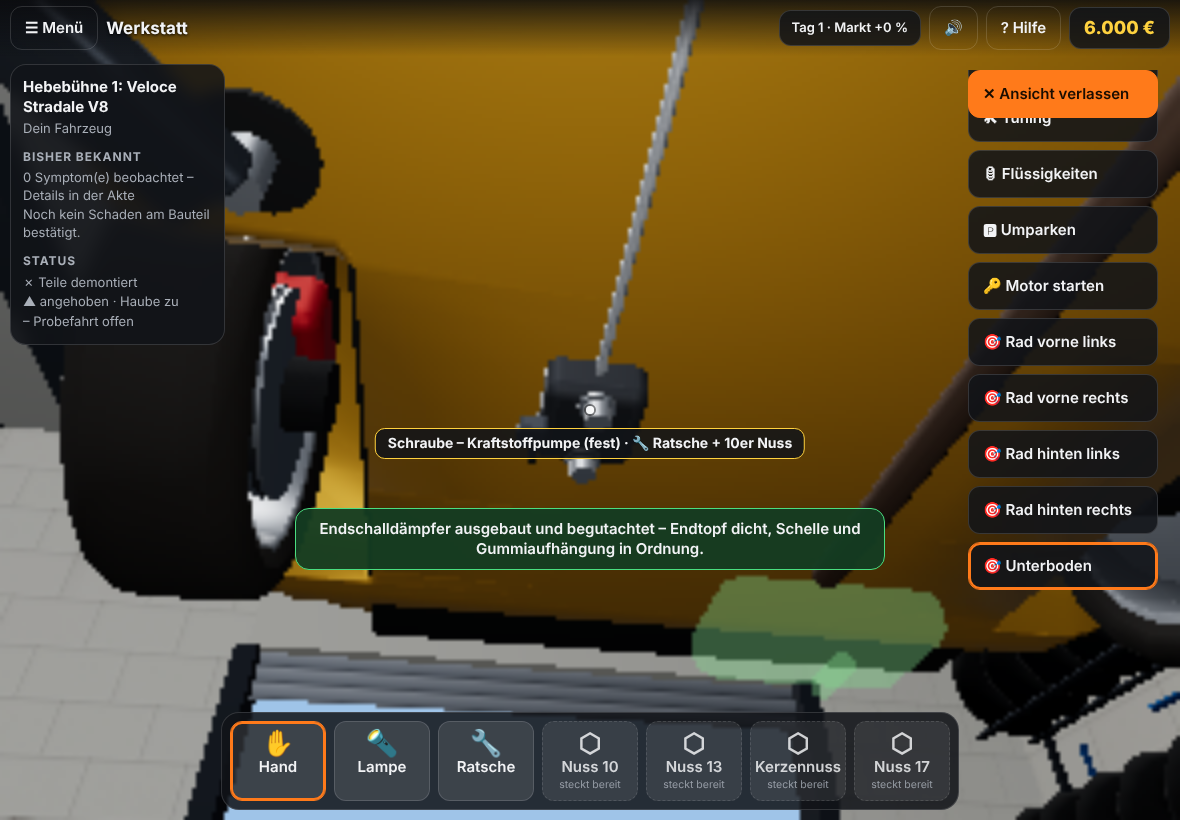 ☰ Menü
Werkstatt
Tag 1 · Markt +0 %
? Hilfe
6.000 €
Hebebühne 1: Veloce
Stradale V8
Dein Fahrzeug
BISHER BEKANNT
0 Symptom(e) beobachtet –
Details in der Akte
Noch kein Schaden am Bauteil
bestätigt.
STATUS
× Teile demontiert
▲ angehoben · Haube zu
– Probefahrt offen
✕ Ansicht verlassen
Tuning
Flüssigkeiten
🅿 Umparken
Motor starten
Rad vorne links
Rad vorne rechts
Rad hinten links
Rad hinten rechts
Unterboden
Schraube – Kraftstoffpumpe (fest) · 🔧 Ratsche + 10er Nuss
Endschalldämpfer ausgebaut und begutachtet – Endtopf dicht, Schelle und
Gummiaufhängung in Ordnung.
Hand
Lampe
Ratsche
Nuss 10
steckt bereit
Nuss 13
steckt bereit
Kerzennuss
steckt bereit
Nuss 17
steckt bereit